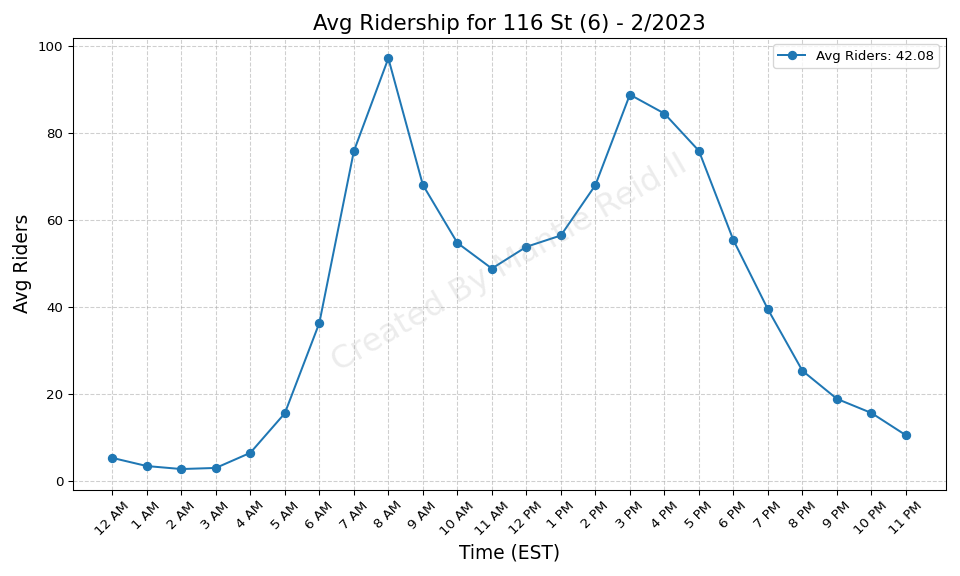 Avg Ridership for 116 St (6) - 2/2023
Avg Riders: 42.08
100
80
60
40
20
0
Avg Riders
Created By Mantie Reid II
12 AM
1 AM
2 AM
3 AM
4 AM
5 AM
6 AM
7 AM
8 AM
9 AM
10 AM
11 AM
12 PM
1 PM
2 PM
3 PM
4 PM
5 PM
6 PM
7 PM
8 PM
9 PM
10 PM
11 PM
Time (EST)